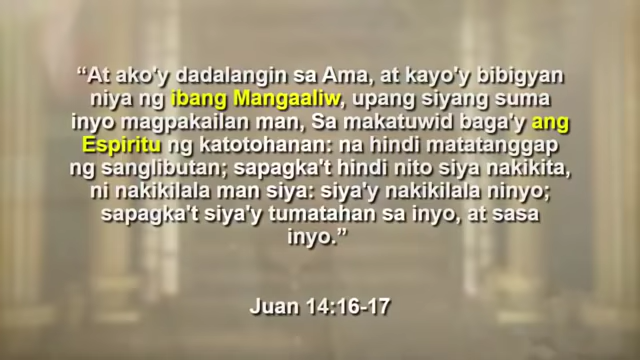 “At ako'y dadalangin sa Ama, at kayo'y bibigyan
niya ng ibang Mangaaliw, upang siyang suma
inyo magpakailan man, Sa makatuwid baga'y ang
Espiritu ng katotohanan: na hindi matatanggap
ng sanglibutan; sapagka't hindi nito siya nakikita,
ni nakikilala man siya: siya'y nakikilala ninyo;
sapagka't siya'y tumatahan sa inyo, at sasa
inyo.”
Juan 14:16-17